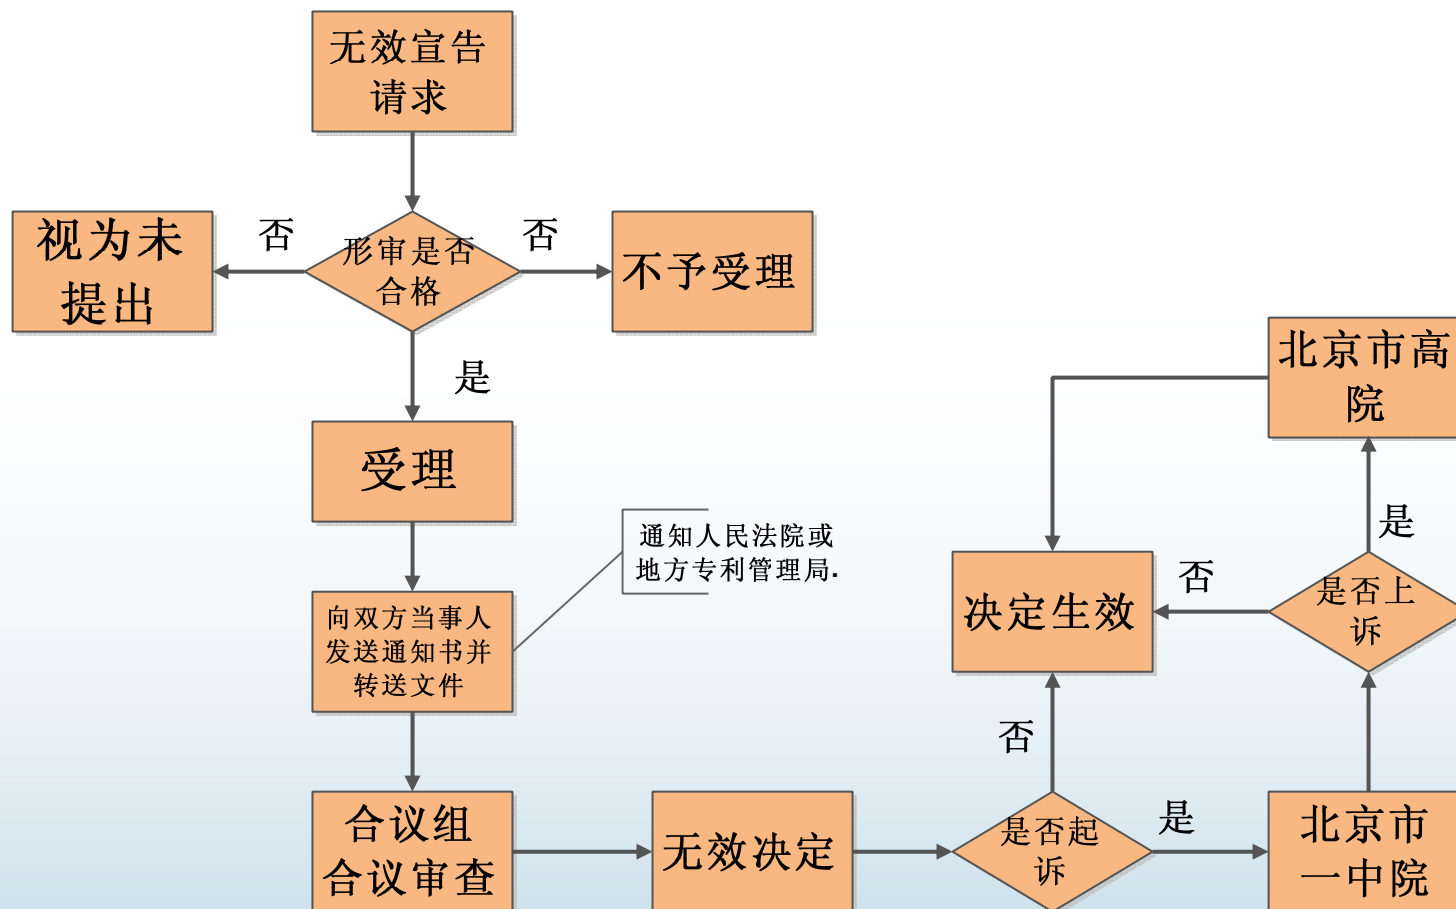 无效宣告
请求
视为未
提出
否
形审是否
合格
否
不予受理
是
受理
通知人民法院或
地方专利管理局.
向双方当事人
发送通知书并
转送文件
合议组
合议审查
无效决定
是否起
诉
否
是
决定生效
北京市
一中院
是否上
诉
否
是
北京市高
院